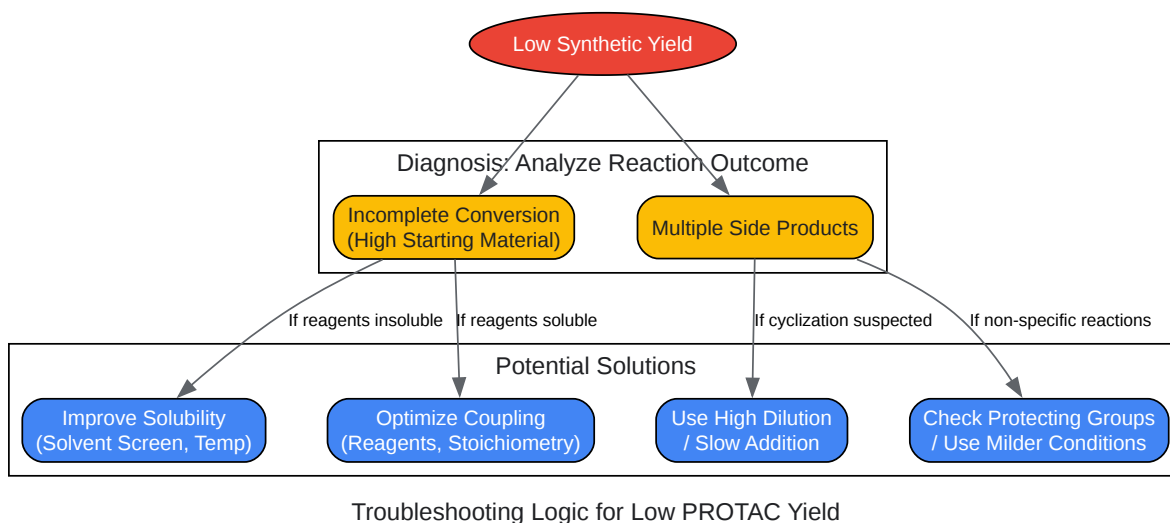 Low Synthetic Yield
Diagnosis: Analyze Reaction Outcome
Incomplete Conversion
(High Starting Material)
Multiple Side Products
If reagents insoluble
If reagents soluble
If cyclization suspected
If non-specific reactions
Potential Solutions
Improve Solubility
(Solvent Screen, Temp)
Optimize Coupling
(Reagents, Stoichiometry)
Use High Dilution
/ Slow Addition
Check Protecting Groups
/ Use Milder Conditions
Troubleshooting Logic for Low PROTAC Yield